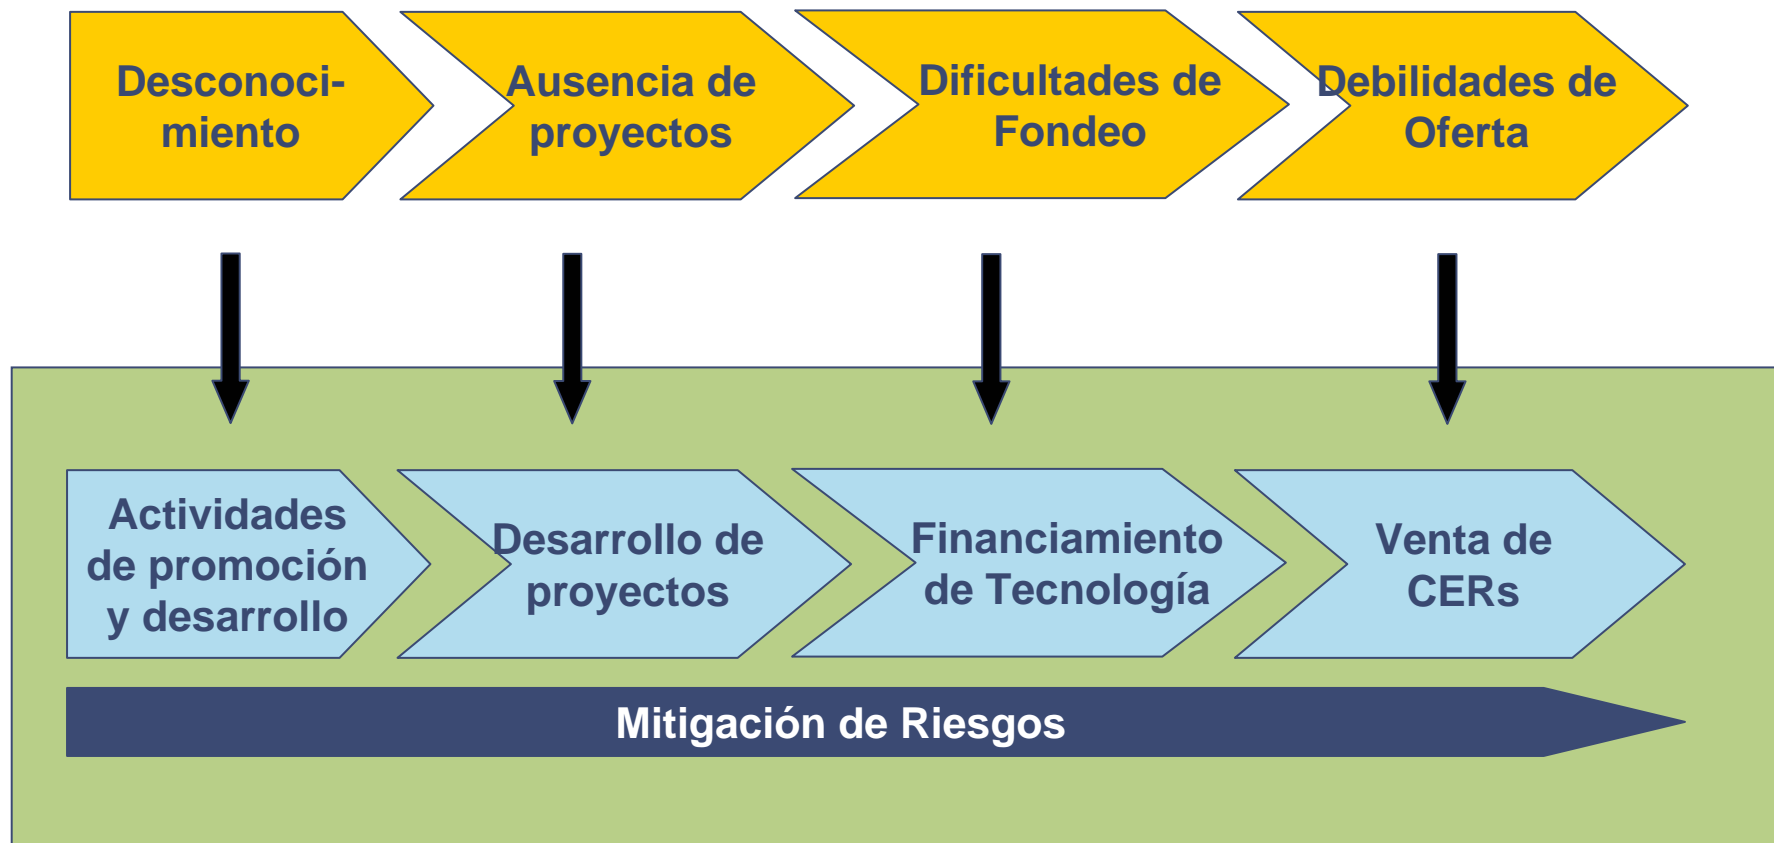 Desconoci-
miento
Ausencia de
proyectos
Dificultades de
Fondeo
Debilidades de
Oferta
Actividades
de promoción
y desarrollo
Desarrollo de
proyectos
Financiamiento
de Tecnología
Venta de
CERs
Mitigación de Riesgos